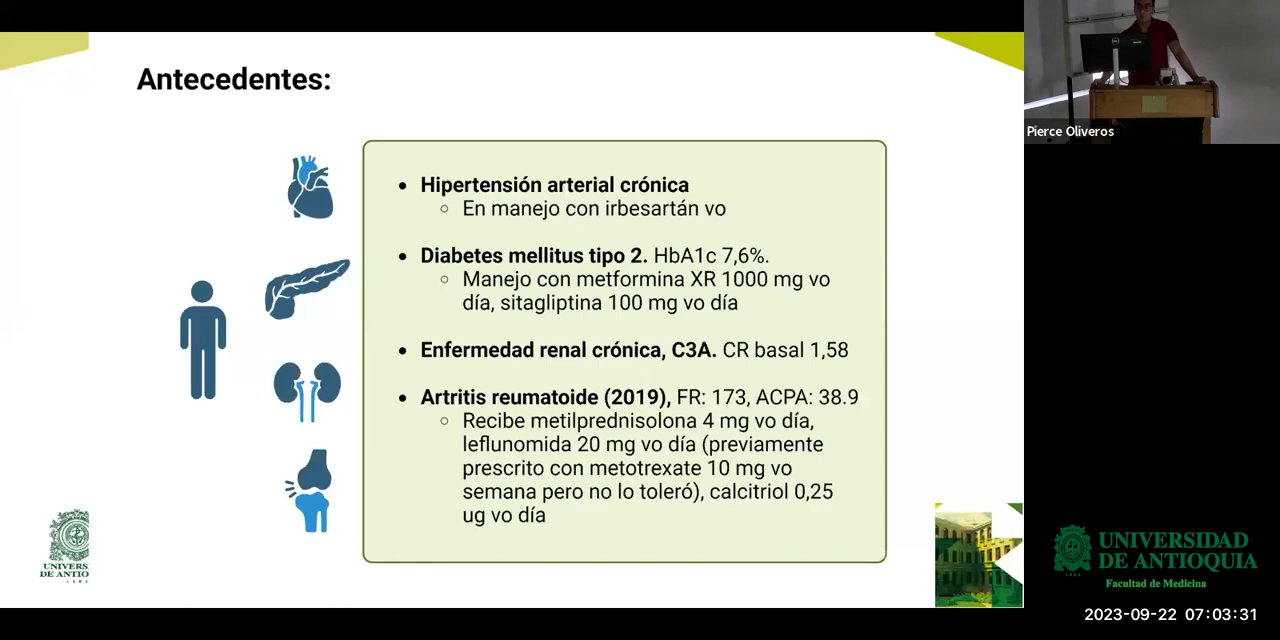 Antecedentes:
Hipertensión arterial crónica
En manejo con irbesartán vo
Diabetes mellitus tipo 2. HbA1c 7,6%.
Manejo con metformina XR 1000 mg vo
día, sitagliptina 100 mg vo día
Enfermedad renal crónica, C3A. CR basal 1,58
Artritis reumatoide (2019), FR: 173, ACPA: 38.9
Recibe metilprednisolona 4 mg vo día,
leflunomida 20 mg vo día (previamente
prescrito con metotrexate 10 mg vo
semana pero no lo toleró), calcitriol 0,25
ug vo día
UNIVERS
DE ANTIO
Pierce Oliveros
UNIVERSIDAD
DE ANTIOQUIA
Facultad de Medicina
2023-09-22 07:03:31